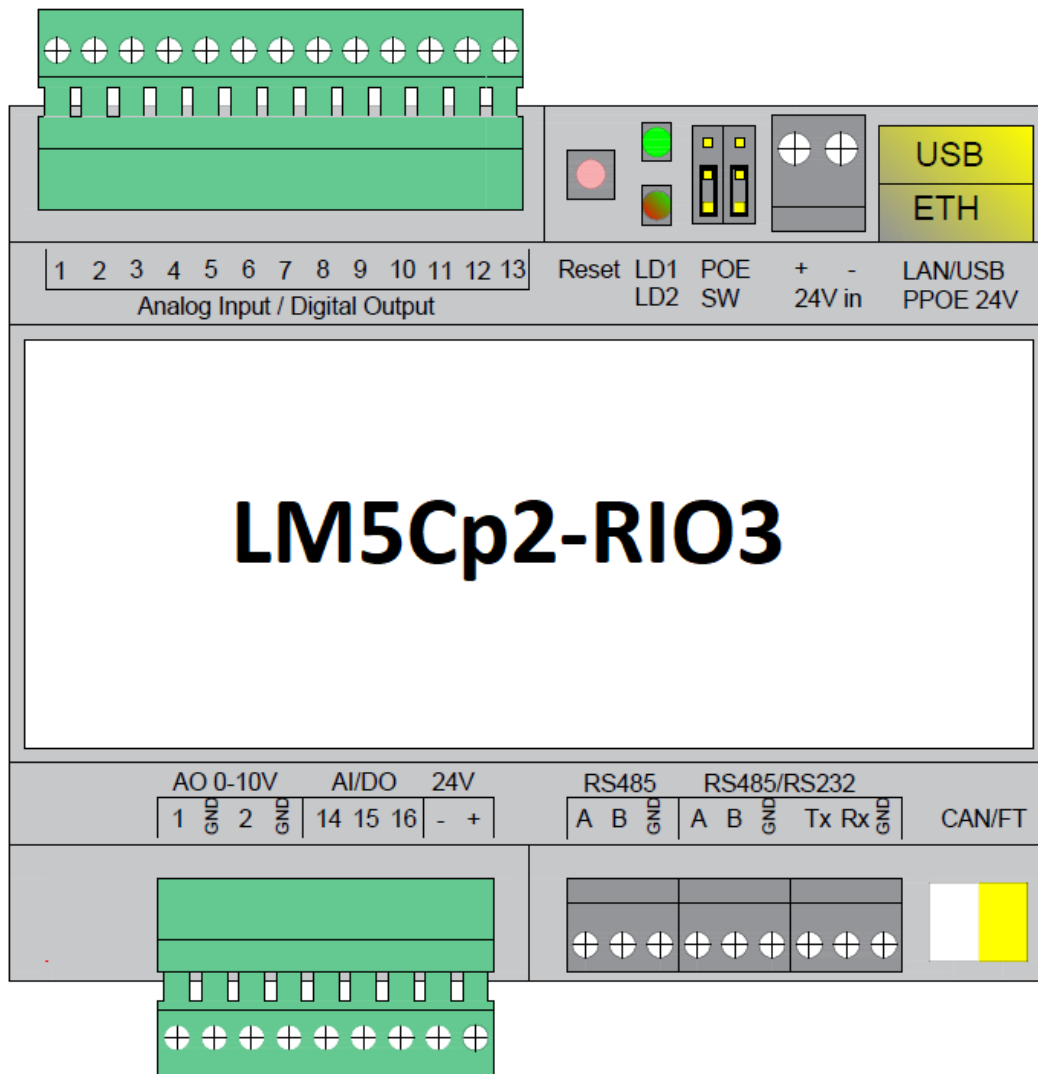 USB
ETH
1 2 3 4 5 6 7 8 9 10 11 12 13
Analog Input / Digital Output
Reset LD1 POE + - LAN/USB
LD2 SW 24V in PPOE 24V
LM5Cp2-RIO3
AO 0-10V AI/DO 24V RS485 RS485/RS232
1 GND 2 GND 14 15 16 - + A B GND A B GND Tx Rx GND CAN/FT